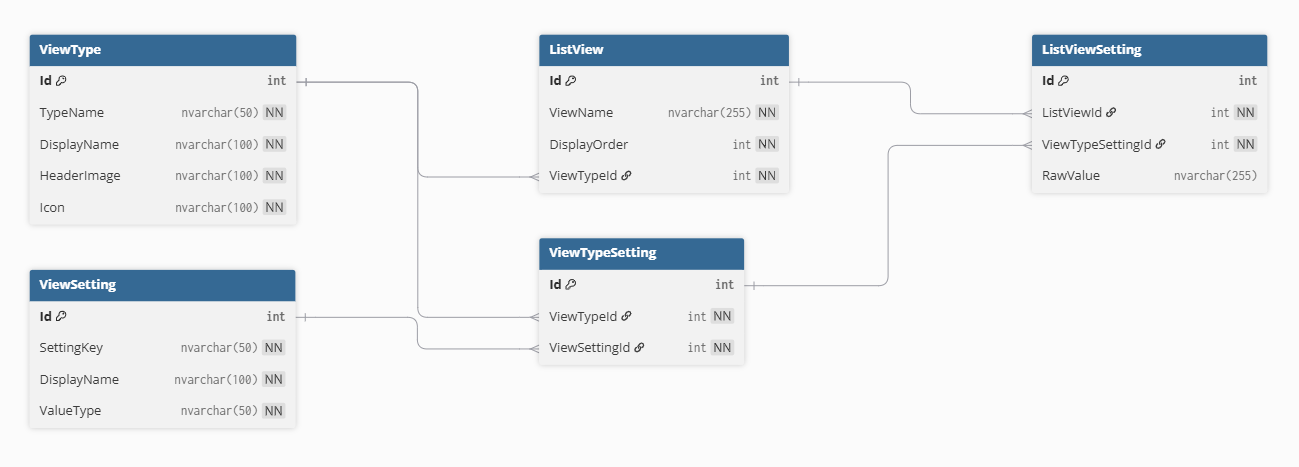 ViewType
Id int
TypeName nvarchar(50) NN
DisplayName nvarchar(100) NN
HeaderImage nvarchar(100) NN
Icon nvarchar(100) NN
ViewSetting
Id int
SettingKey nvarchar(50) NN
DisplayName nvarchar(100) NN
ValueType nvarchar(50) NN
ListView
Id int
ViewName nvarchar(255) NN
DisplayOrder int NN
ViewTypeId int NN
ViewTypeSetting
Id int
ViewTypeId int NN
ViewSettingId int NN
ListViewSetting
Id int
ListViewId int NN
ViewTypeSettingId int NN
RawValue nvarchar(255)